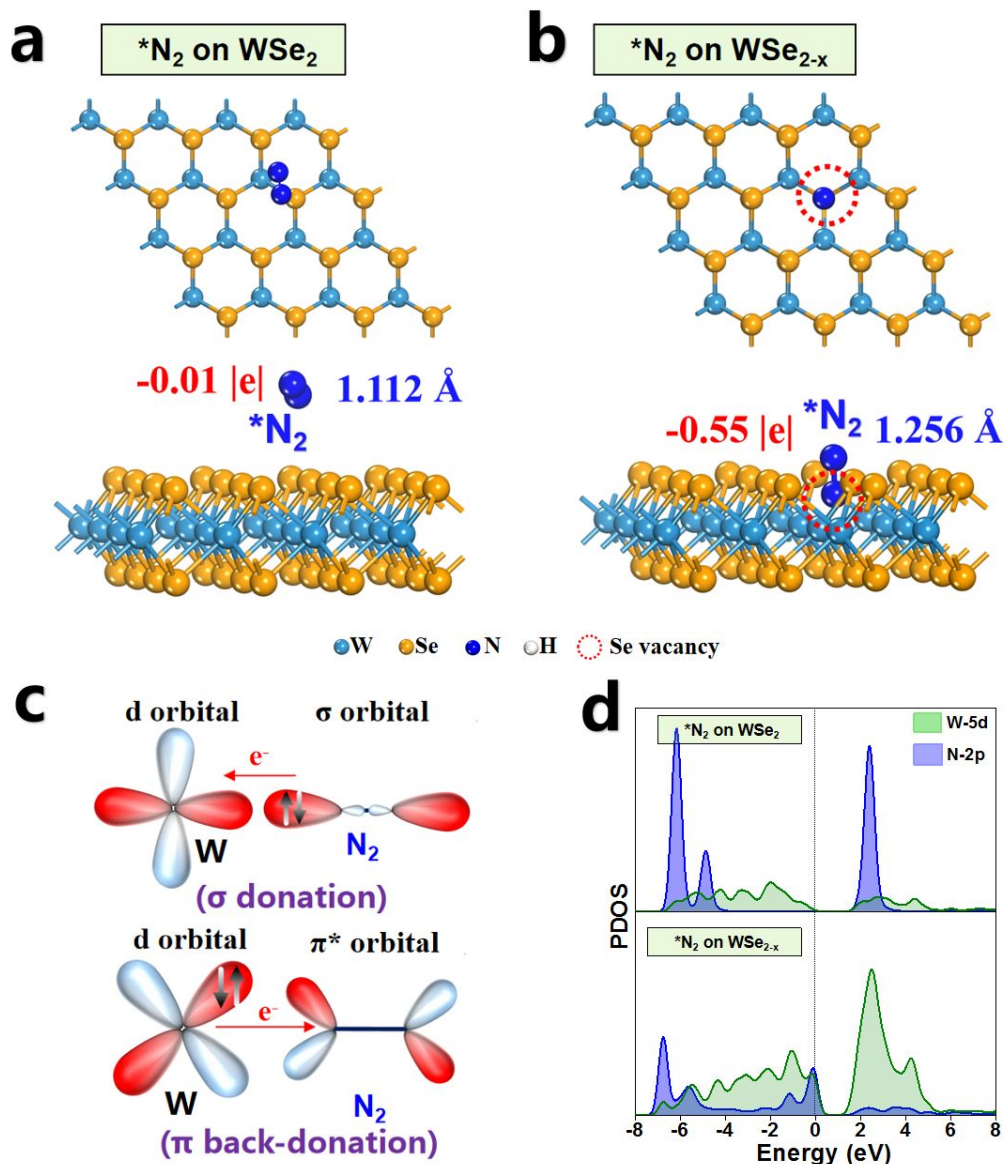 a
*N₂ on WSe₂
-0.01 |e|
1.112 Å
*N₂
b
*N₂ on WSe₂₋ₓ
-0.55 |e|
*N₂
1.256 Å
W Se N H Se vacancy
c
d orbital σ orbital
e⁻
W N₂
(σ donation)
d orbital π* orbital
e⁻
W N₂
(π back-donation)
d
*N₂ on WSe₂
W-5d
N-2p
PDOS
*N₂ on WSe₂₋ₓ
-8 -6 -4 -2 0 2 4 6 8
Energy (eV)